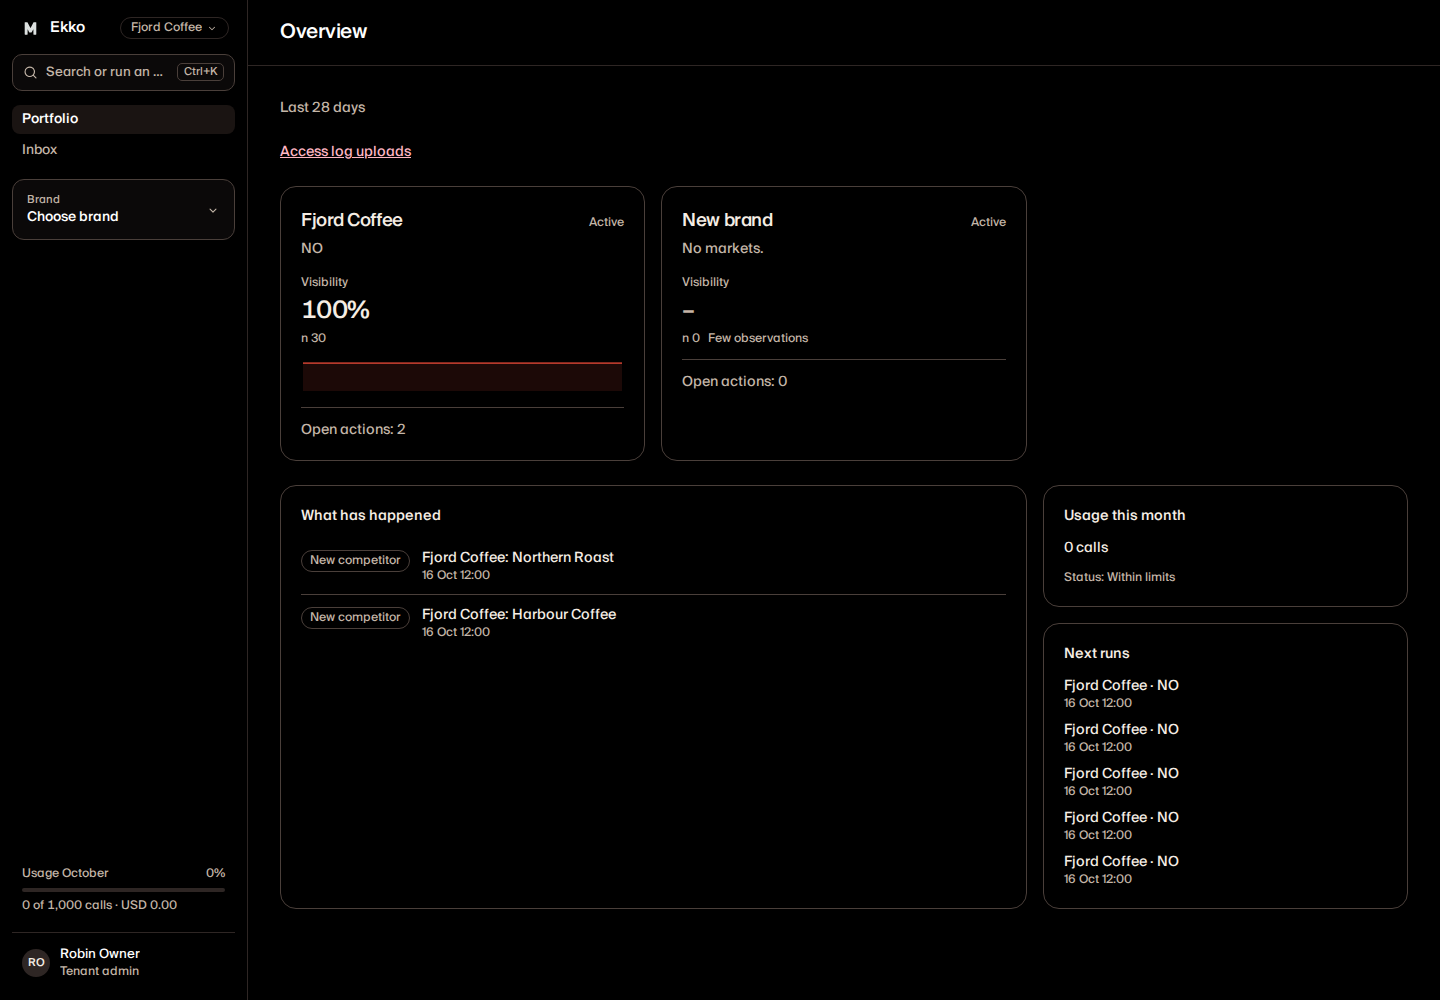 Ekko
Fjord Coffee
Search or run an ...
Ctrl+K
Portfolio
Inbox
Brand
Choose brand
Usage October
0%
0 of 1,000 calls · USD 0.00
RO
Robin Owner
Tenant admin
Overview
Last 28 days
Access log uploads
Fjord Coffee
Active
NO
Visibility
100%
n 30
Open actions: 2
New brand
Active
No markets.
Visibility
–
n 0 Few observations
Open actions: 0
What has happened
New competitor
Fjord Coffee: Northern Roast
16 Oct 12:00
New competitor
Fjord Coffee: Harbour Coffee
16 Oct 12:00
Usage this month
0 calls
Status: Within limits
Next runs
Fjord Coffee · NO
16 Oct 12:00
Fjord Coffee · NO
16 Oct 12:00
Fjord Coffee · NO
16 Oct 12:00
Fjord Coffee · NO
16 Oct 12:00
Fjord Coffee · NO
16 Oct 12:00